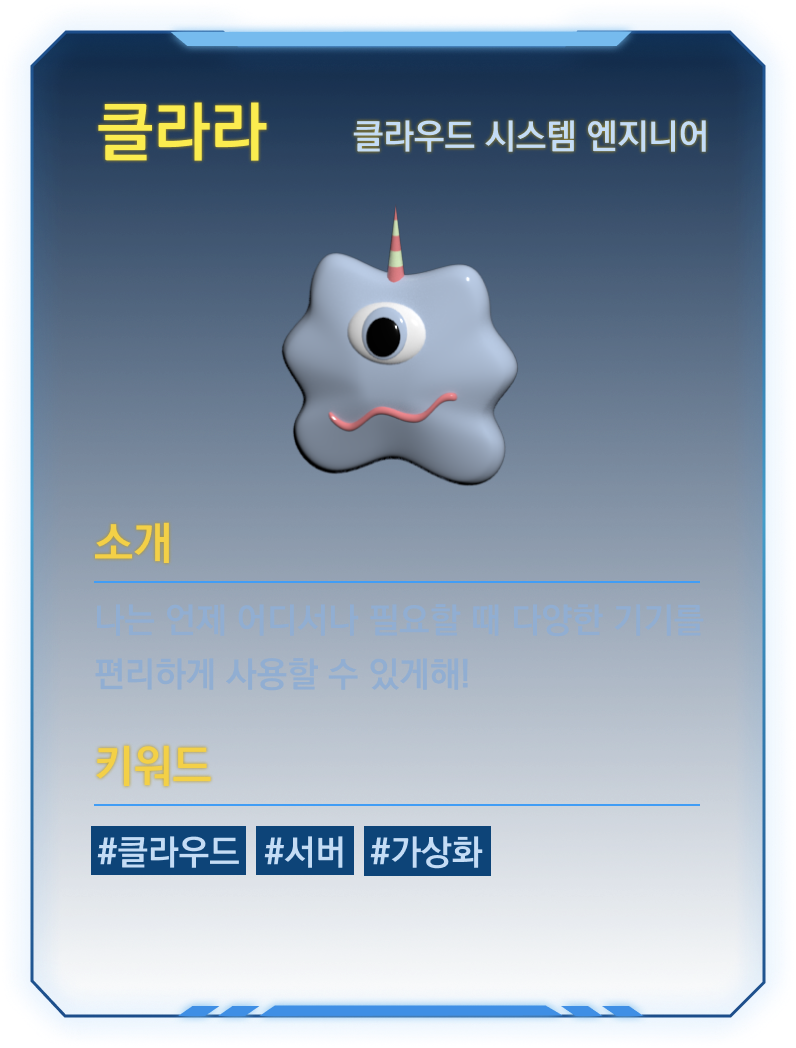 클라라
클라우드 시스템 엔지니어
소개
나는 언제 어디서나 필요할 때 다양한 기기를
편리하게 사용할 수 있게해!
키워드
#클라우드 #서버 #가상화